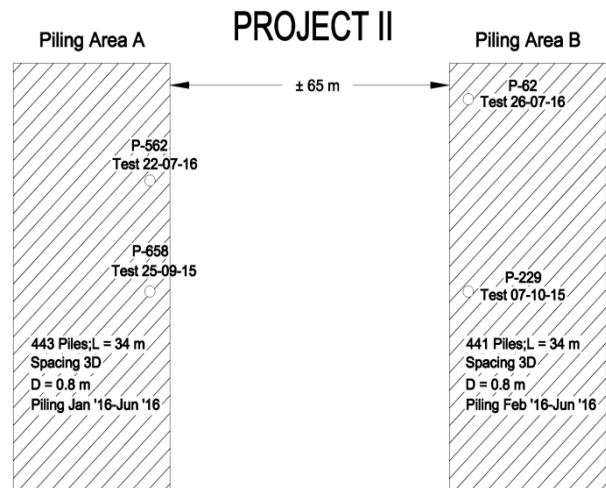 PROJECT II
Piling Area A
Piling Area B
± 65 m
P-62
Test 26-07-16
P-562
Test 22-07-16
P-658
Test 25-09-15
P-229
Test 07-10-15
443 Piles;L = 34 m
Spacing 3D
D = 0.8 m
Piling Jan '16-Jun '16
441 Piles;L = 34 m
Spacing 3D
D = 0.8 m
Piling Feb '16-Jun '16